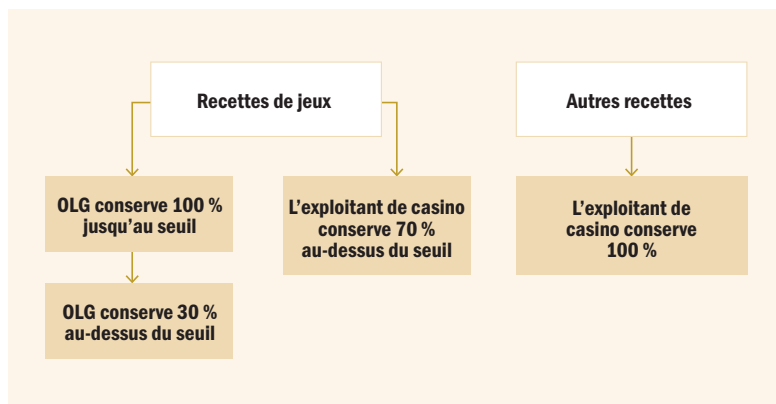 Recettes de jeux
Autres recettes
OLG conserve 100 %
jusqu'au seuil
L'exploitant de casino
conserve 70 %
au-dessus du seuil
L'exploitant de
casino conserve
100 %
OLG conserve 30 %
au-dessus du seuil